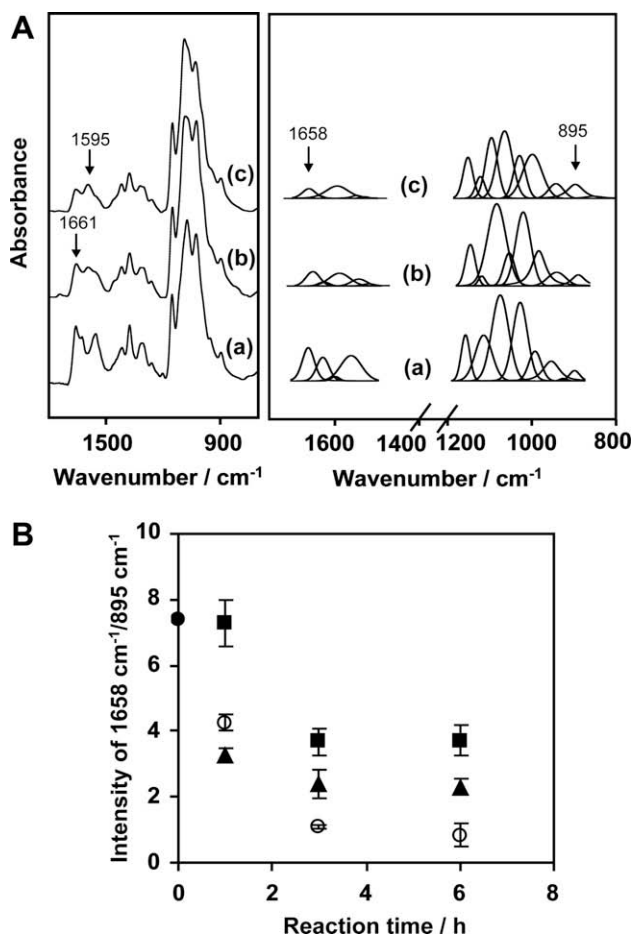 A
1595
1661
(c)
(b)
(a)
Absorbance
1500 900
Wavenumber / cm⁻¹
1658
895
(c)
(b)
(a)
1600 1400 1200 1000 800
Wavenumber / cm⁻¹
B
Intensity of 1658 cm⁻¹/895 cm⁻¹
10
8
6
4
2
0
0 2 4 6 8
Reaction time / h